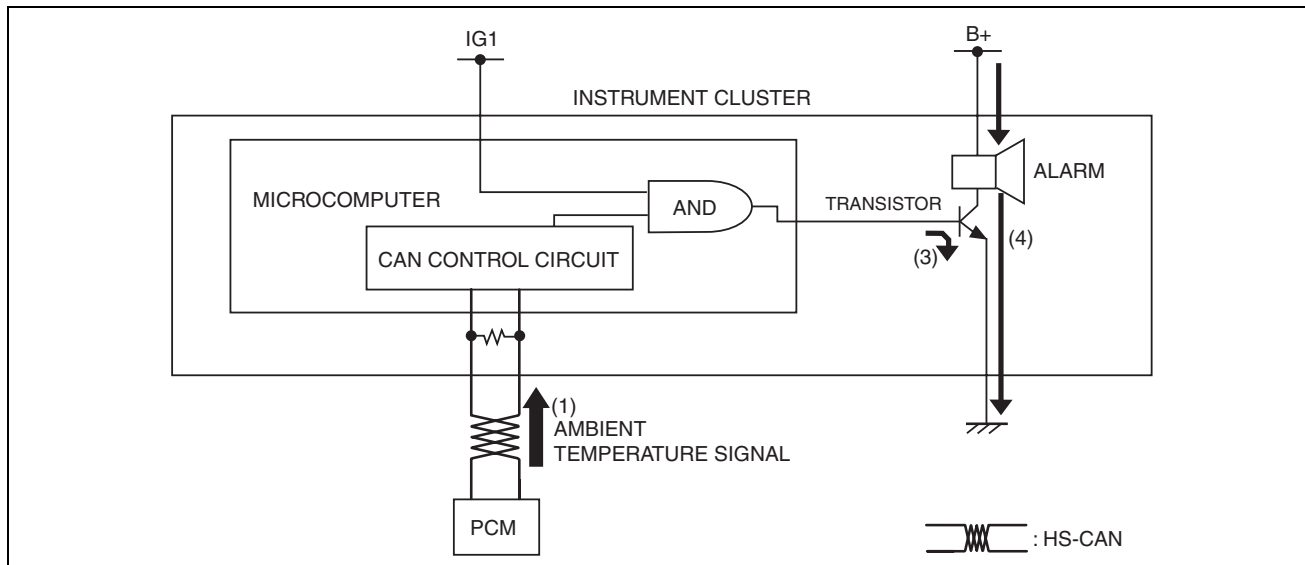 IG1
B+
INSTRUMENT CLUSTER
ALARM
MICROCOMPUTER
AND
TRANSISTOR
(3)
(4)
CAN CONTROL CIRCUIT
(1)
AMBIENT
TEMPERATURE SIGNAL
PCM
: HS-CAN